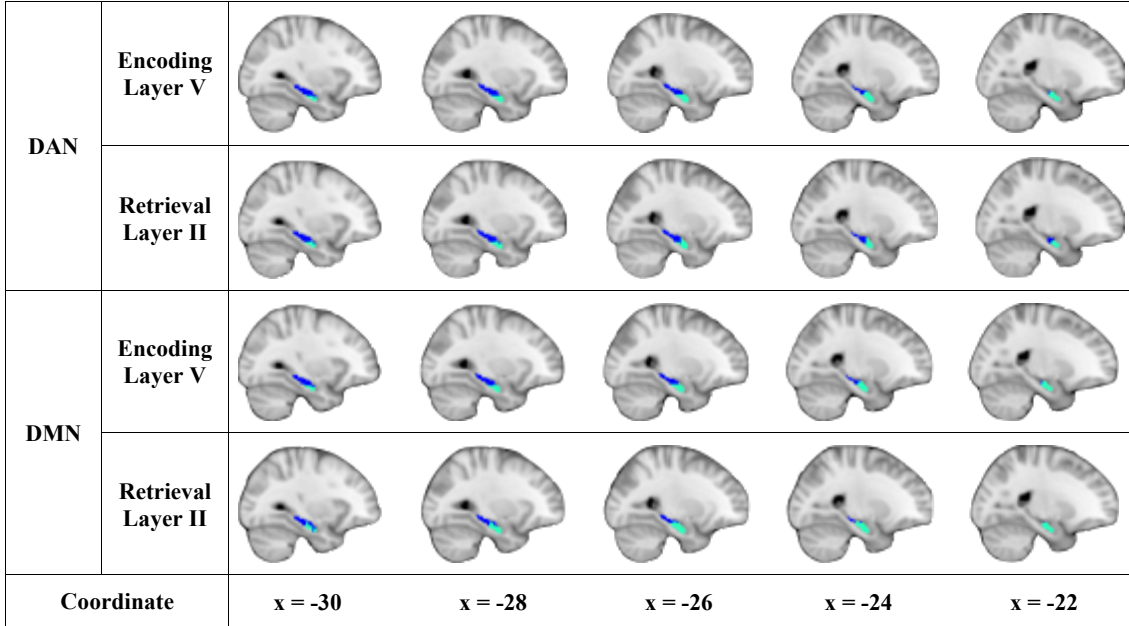 DAN
Encoding
Layer V
Retrieval
Layer II
DMN
Encoding
Layer V
Retrieval
Layer II
Coordinate x = -30 x = -28 x = -26 x = -24 x = -22